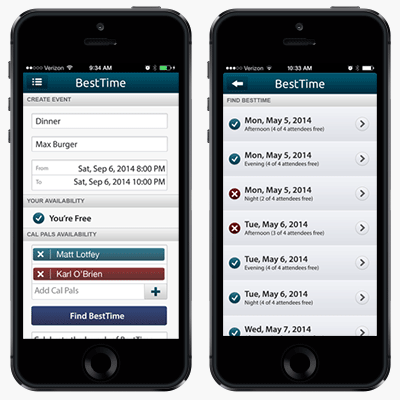 Verizon 9:34 AM
BestTime
CREATE EVENT
Dinner
Max Burger
From Sat, Sep 6, 2014 8:00 PM
To Sat, Sep 6, 2014 10:00 PM
YOUR AVAILABILITY
You're Free
CAL PALS AVAILABILITY
Matt Lotfey
Karl O'Brien
Add Cal Pals
Find BestTime
Verizon 10:33 AM
BestTime
FIND BESTTIME
Mon, May 5, 2014
Afternoon (4 of 4 attendees free)
Mon, May 5, 2014
Evening (4 of 4 attendees free)
Mon, May 5, 2014
Night (2 of 4 attendees free)
Tue, May 6, 2014
Afternoon (3 of 4 attendees free)
Tue, May 6, 2014
Evening (4 of 4 attendees free)
Tue, May 6, 2014
Night (4 of 4 attendees free)
Wed, May 7, 2014